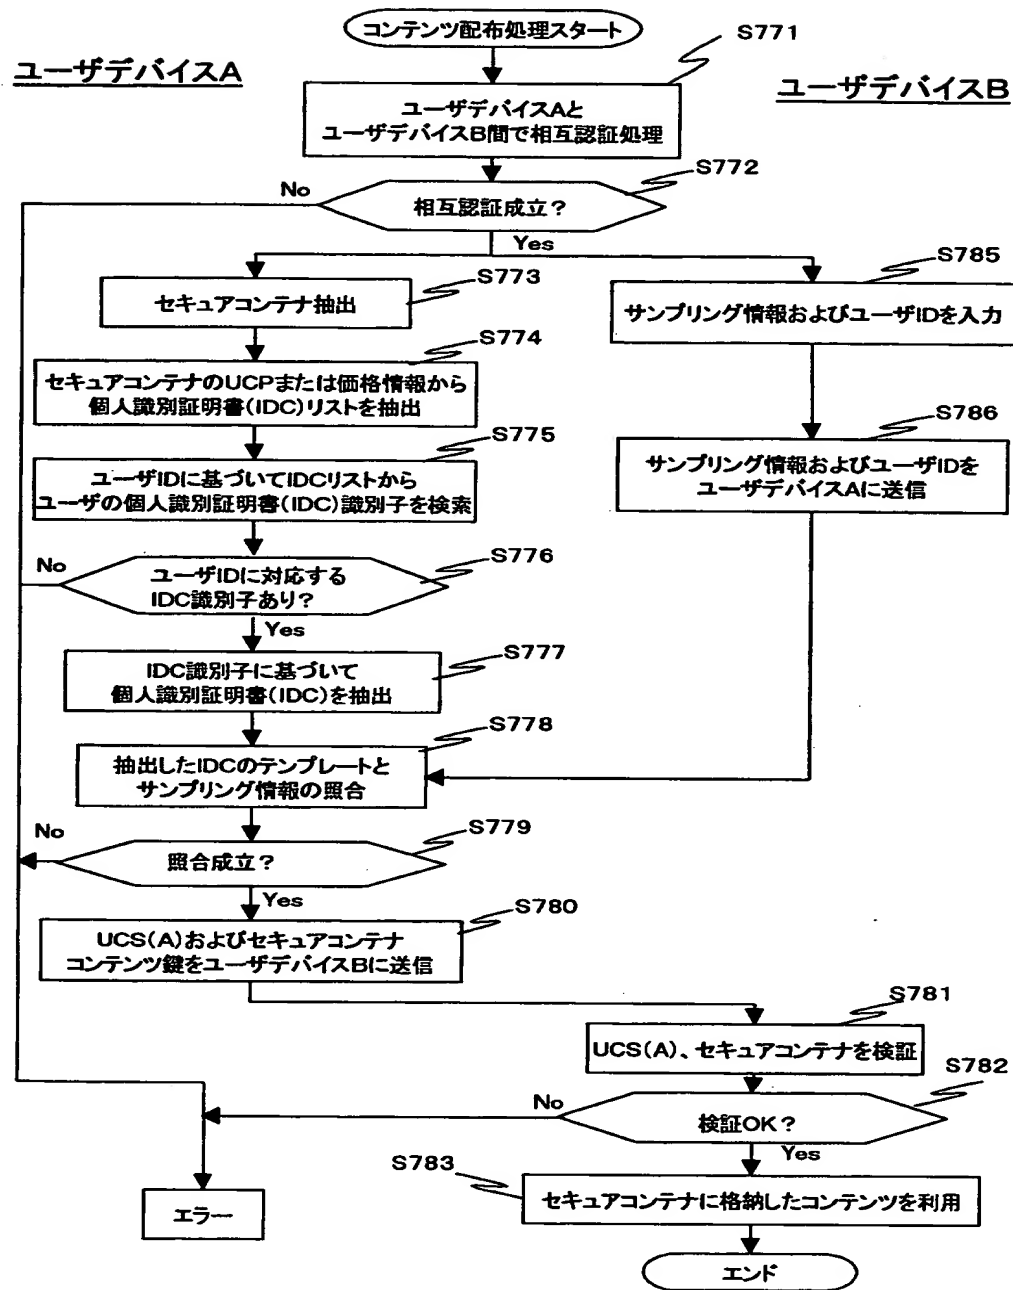 コンテンツ配布処理スタート
S771
ユーザデバイスA
ユーザデバイスB
ユーザデバイスAと
ユーザデバイスB間で相互認証処理
S772
No
相互認証成立？
Yes
S773
セキュアコンテナ抽出
S785
サンプリング情報およびユーザIDを入力
S774
セキュアコンテナのUCPまたは価格情報から
個人識別証明書(IDC)リストを抽出
S786
サンプリング情報およびユーザIDを
ユーザデバイスAに送信
S775
ユーザIDに基づいてIDCリストから
ユーザの個人識別証明書(IDC)識別子を検索
S776
No
ユーザIDに対応する
IDC識別子あり？
Yes
S777
IDC識別子に基づいて
個人識別証明書(IDC)を抽出
S778
抽出したIDCのテンプレートと
サンプリング情報の照合
S779
No
照合成立？
Yes
S780
UCS(A)およびセキュアコンテナ
コンテンツ鍵をユーザデバイスBに送信
S781
UCS(A)、セキュアコンテナを検証
S782
No
検証OK？
Yes
S783
セキュアコンテナに格納したコンテンツを利用
エラー
エンド